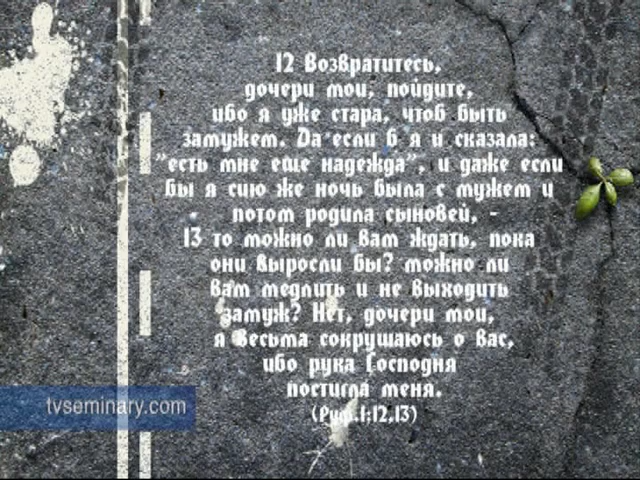 12 Возвратитесь,
дочери мои, пойдите,
ибо я уже стара, чтоб быть
замужем. Да если б я и сказала:
"есть мне еще надежда", и даже если
бы я сию же ночь была с мужем и
потом родила сыновей, -
13 то можно ли вам ждать, пока
они выросли бы? можно ли
вам медлить и не выходить
замуж? Нет, дочери мои,
я весьма сокрушаюсь о вас,
ибо рука Господня
постигла меня.
(Руф.1:12,13)
tvseminary.com